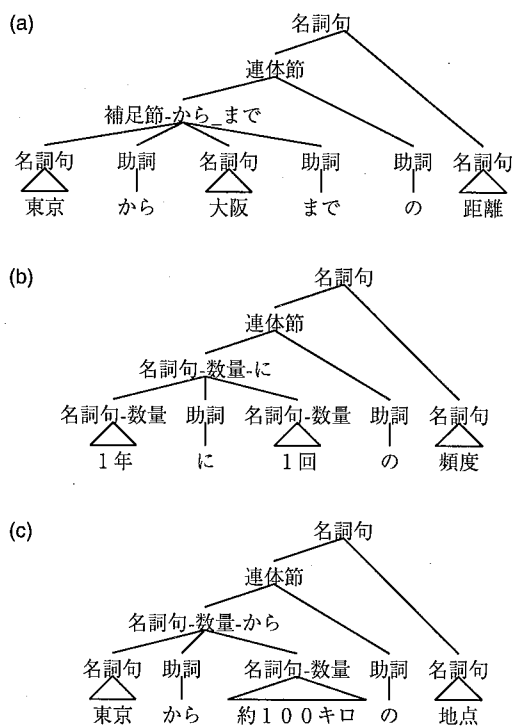 (a)
名詞句
連体節
補足節-から_まで
名詞句 助詞 名詞句 助詞 助詞 名詞句
東京 から 大阪 まで の 距離
(b)
名詞句
連体節
名詞句-数量-に
名詞句-数量 助詞 名詞句-数量 助詞 名詞句
1年 に 1回 の 頻度
(c)
名詞句
連体節
名詞句-数量-から
名詞句 助詞 名詞句-数量 助詞 名詞句
東京 から 約100キロ の 地点